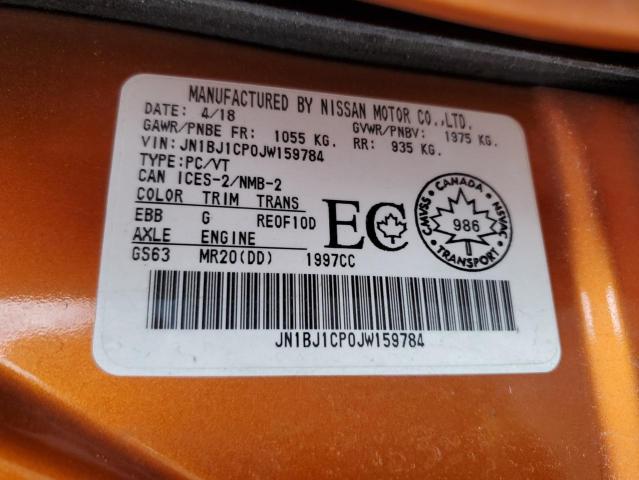 MANUFACTURED BY NISSAN MOTOR CO.,LTD.
DATE: 4/18
GAWR/PNBE FR: 1055 KG. GVWR/PNBV: 1975 KG.
RR: 935 KG.
VIN:JN1BJ1CP0JW159784
TYPE:PC/VT
CAN ICES-2/NMB-2
COLOR TRIM TRANS
EBB G RE0F10D
AXLE ENGINE
GS63 MR20(DD) 1997CC
EC
CANADA
CMVSS NSVAC
986
TRANSPORT
JN1BJ1CP0JW159784